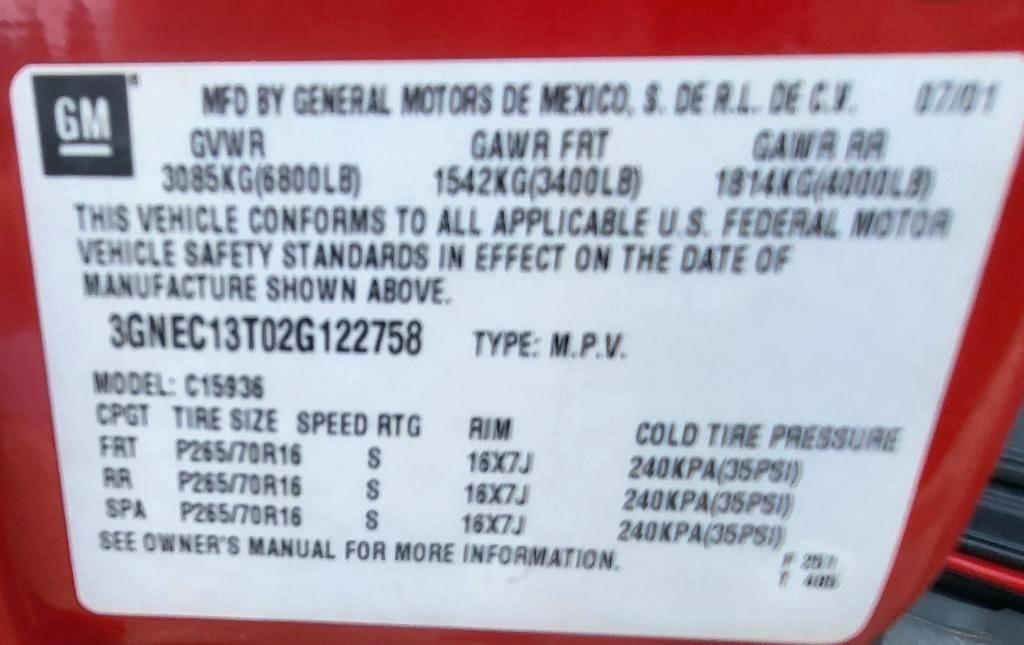 GM
MFD BY GENERAL MOTORS DE MEXICO, S. DE R.L. DE C.V. 07/01
GVWR GAWR FRT GAWR RR
3085KG(6800LB) 1542KG(3400LB) 1814KG(4000LB)
THIS VEHICLE CONFORMS TO ALL APPLICABLE U.S. FEDERAL MOTOR
VEHICLE SAFETY STANDARDS IN EFFECT ON THE DATE OF
MANUFACTURE SHOWN ABOVE.
3GNEC13T02G122758 TYPE: M.P.V.
MODEL: C15936
CPGT TIRE SIZE SPEED RTG RIM COLD TIRE PRESSURE
FRT P265/70R16 S 16X7J 240KPA(35PSI)
RR P265/70R16 S 16X7J 240KPA(35PSI)
SPA P265/70R16 S 16X7J 240KPA(35PSI)
SEE OWNER'S MANUAL FOR MORE INFORMATION.